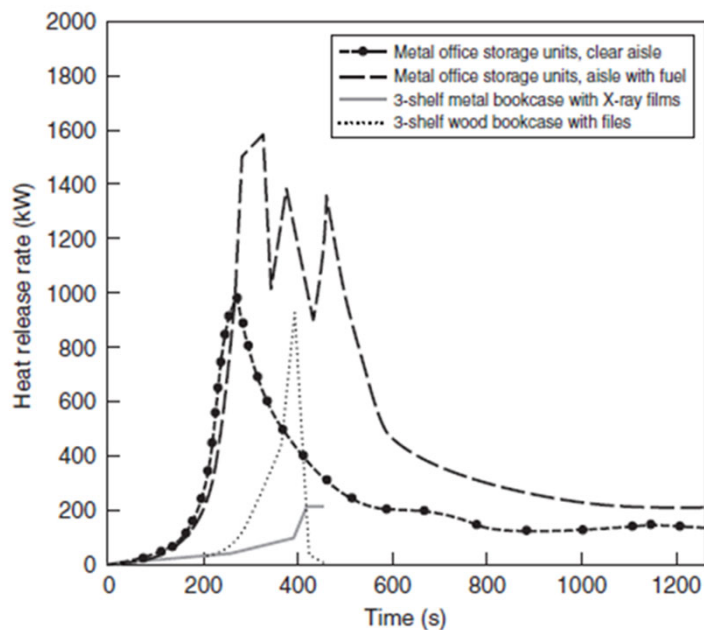 2000
1800
1600
1400
1200
1000
800
600
400
200
0
Heat release rate (kW)
Metal office storage units, clear aisle
Metal office storage units, aisle with fuel
3-shelf metal bookcase with X-ray films
3-shelf wood bookcase with files
0 200 400 600 800 1000 1200
Time (s)